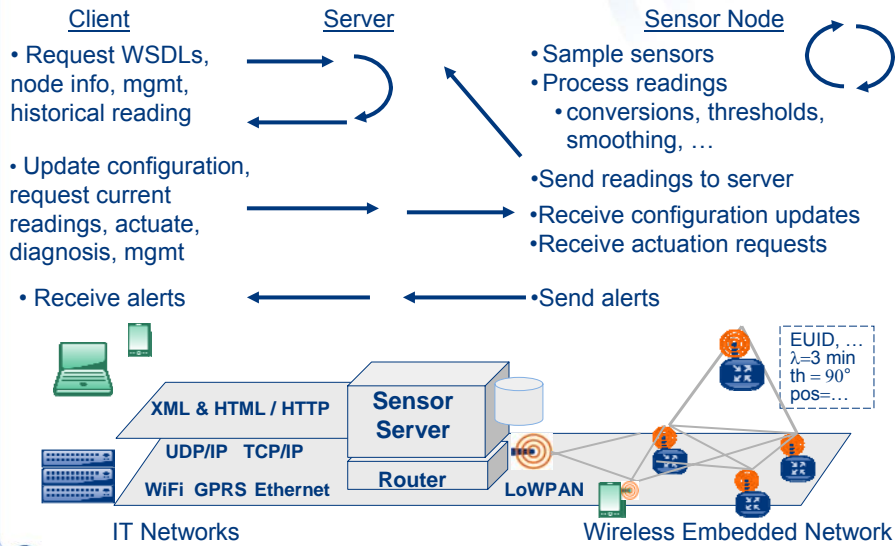 Client
Server
Sensor Node
• Request WSDLs,
node info, mgmt,
historical reading
• Update configuration,
request current
readings, actuate,
diagnosis, mgmt
• Receive alerts
•Sample sensors
•Process readings
•conversions, thresholds,
smoothing, …
•Send readings to server
•Receive configuration updates
•Receive actuation requests
•Send alerts
EUID, …
λ=3 min
th = 90°
pos=…
XML & HTML / HTTP
Sensor
Server
UDP/IP TCP/IP
Router
WiFi GPRS Ethernet
LoWPAN
IT Networks
Wireless Embedded Network